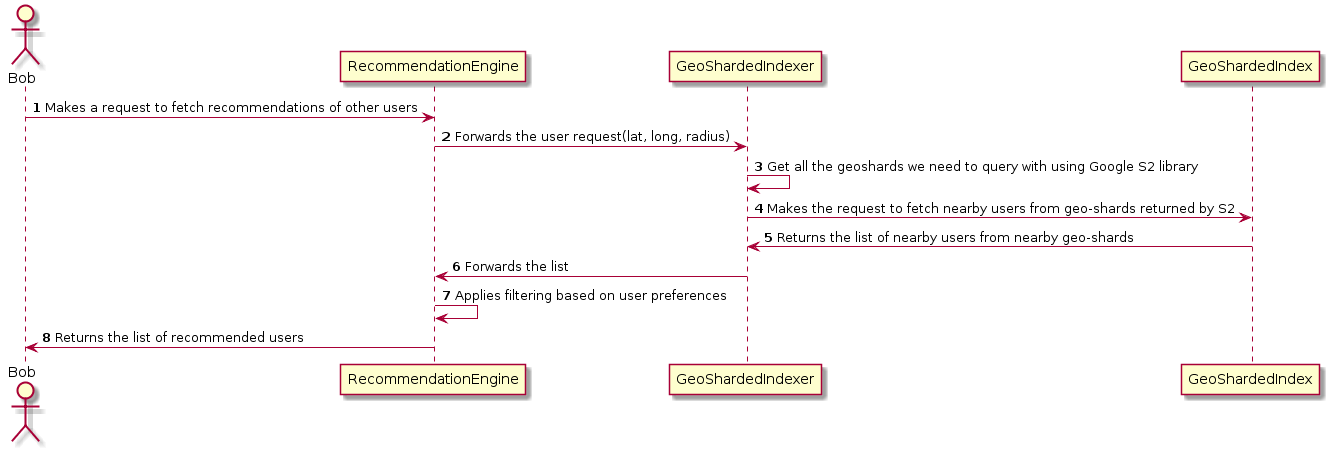 Bob
RecommendationEngine
GeoShardedIndexer
GeoShardedIndex
1 Makes a request to fetch recommendations of other users
2 Forwards the user request(lat, long, radius)
3 Get all the geoshards we need to query with using Google S2 library
4 Makes the request to fetch nearby users from geo-shards returned by S2
5 Returns the list of nearby users from nearby geo-shards
6 Forwards the list
7 Applies filtering based on user preferences
8 Returns the list of recommended users
Bob
RecommendationEngine
GeoShardedIndexer
GeoShardedIndex